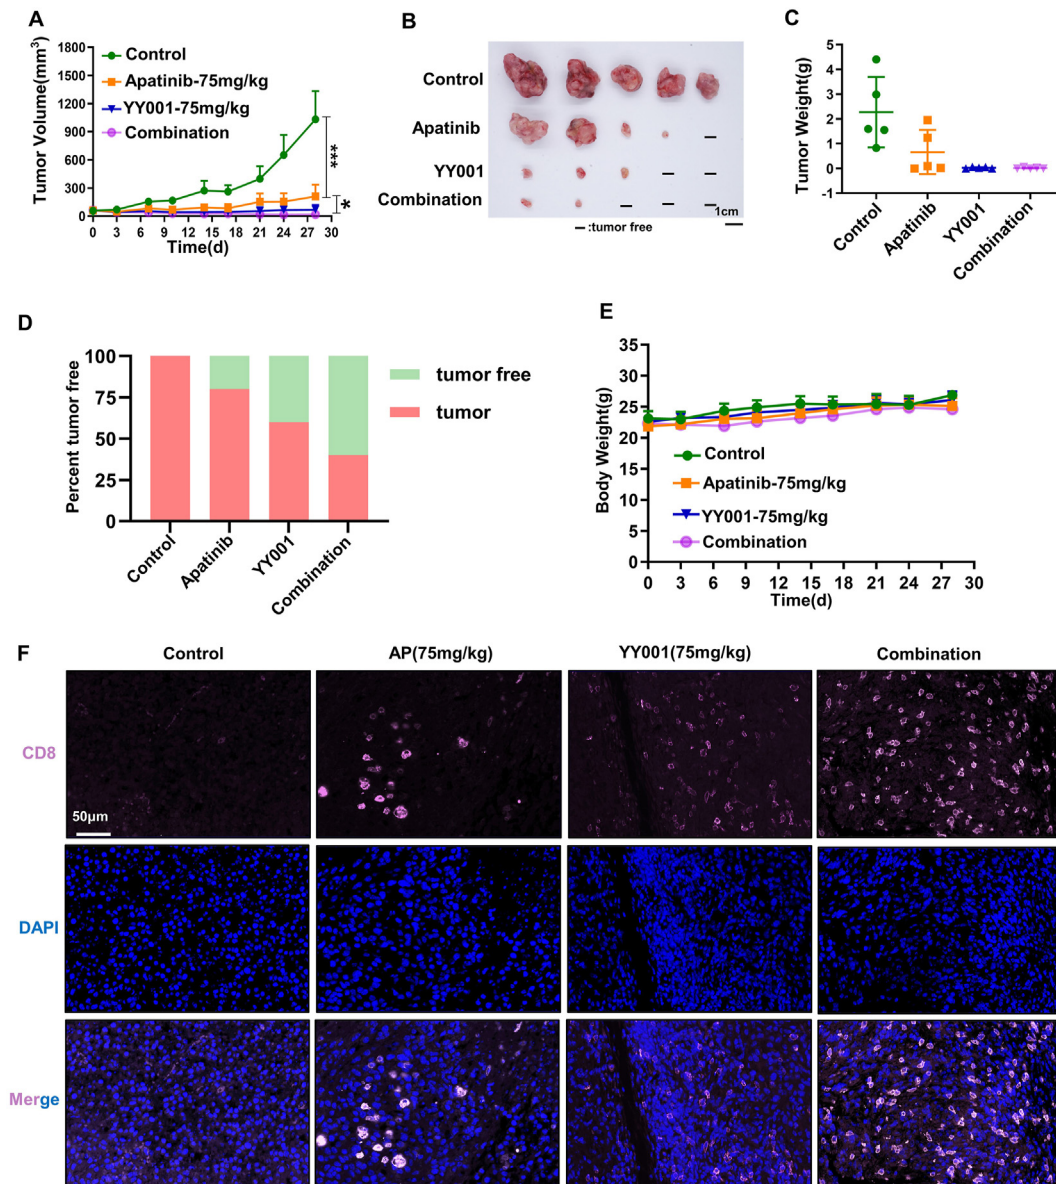 A
Tumor Volume(mm³)
1800
1500
1200
900
600
300
0
0 3 6 9 12 15 18 21 24 27 30
Time(d)
Control
Apatinib-75mg/kg
YY001-75mg/kg
Combination
***
*
B
Control
Apatinib
YY001
Combination
1cm
:tumor free
C
Tumor Weight(g)
5
4
3
2
1
0
-1
Control
Apatinib
YY001
Combination
D
Percent tumor free
100
75
50
25
0
Control
Apatinib
YY001
Combination
tumor free
tumor
E
Body Weight(g)
35
30
25
20
15
10
5
0
0 3 6 9 12 15 18 21 24 27 30
Time(d)
Control
Apatinib-75mg/kg
YY001-75mg/kg
Combination
F
Control
AP(75mg/kg)
YY001(75mg/kg)
Combination
CD8
50μm
DAPI
Merge